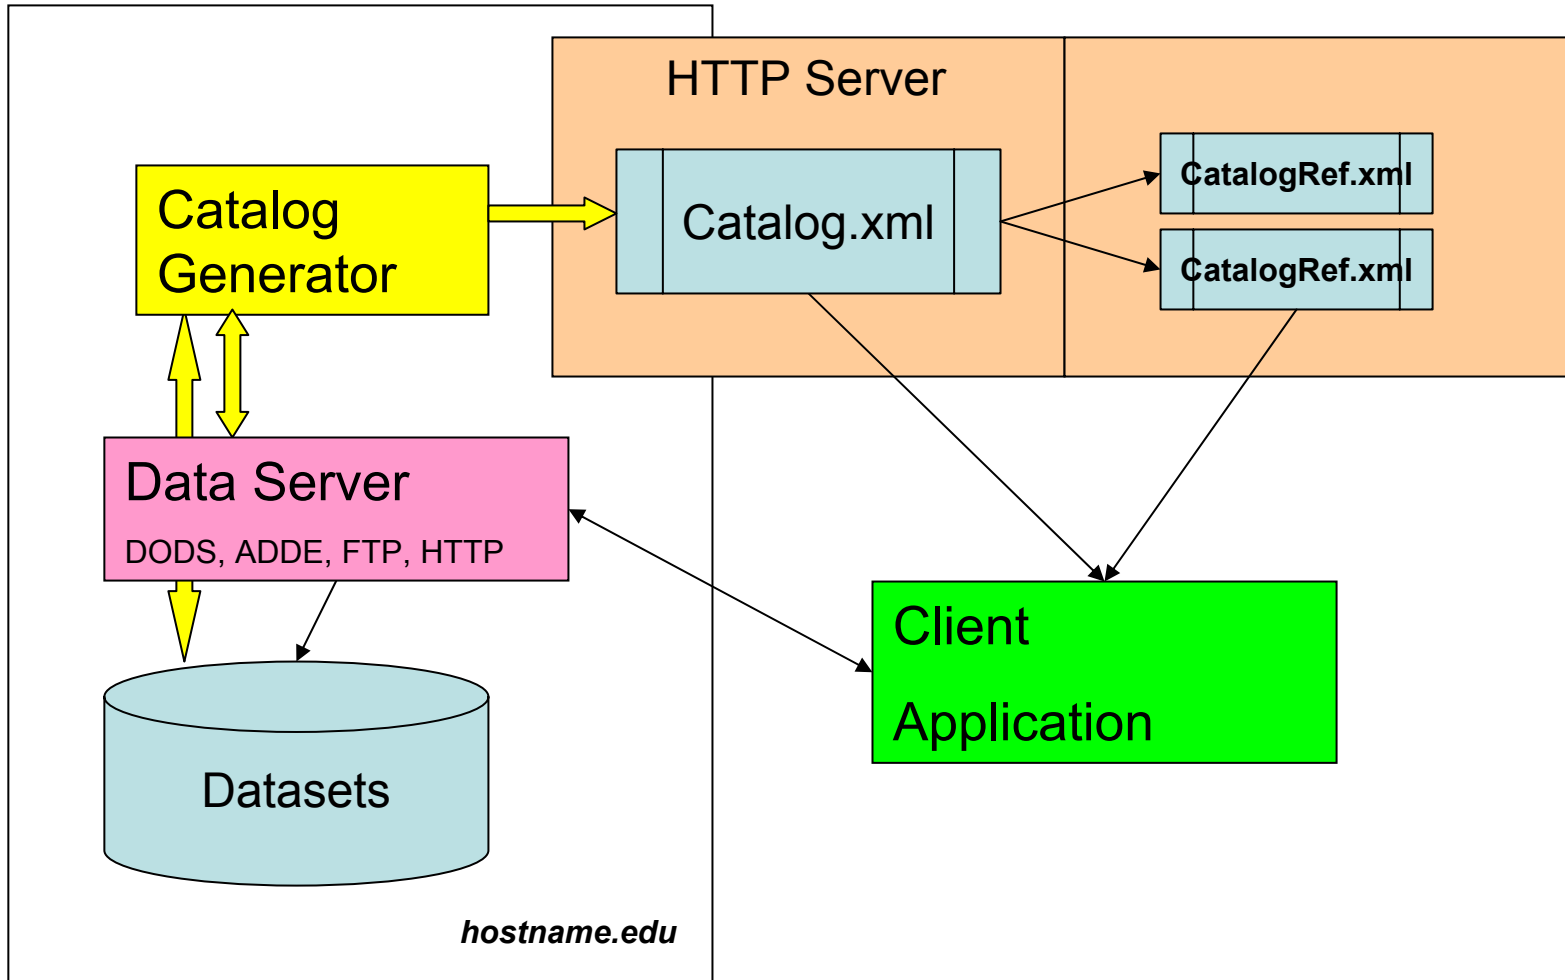 HTTP Server
Catalog.xml
CatalogRef.xml
CatalogRef.xml
Catalog
Generator
Data Server
DODS, ADDE, FTP, HTTP
Client
Application
Datasets
hostname.edu